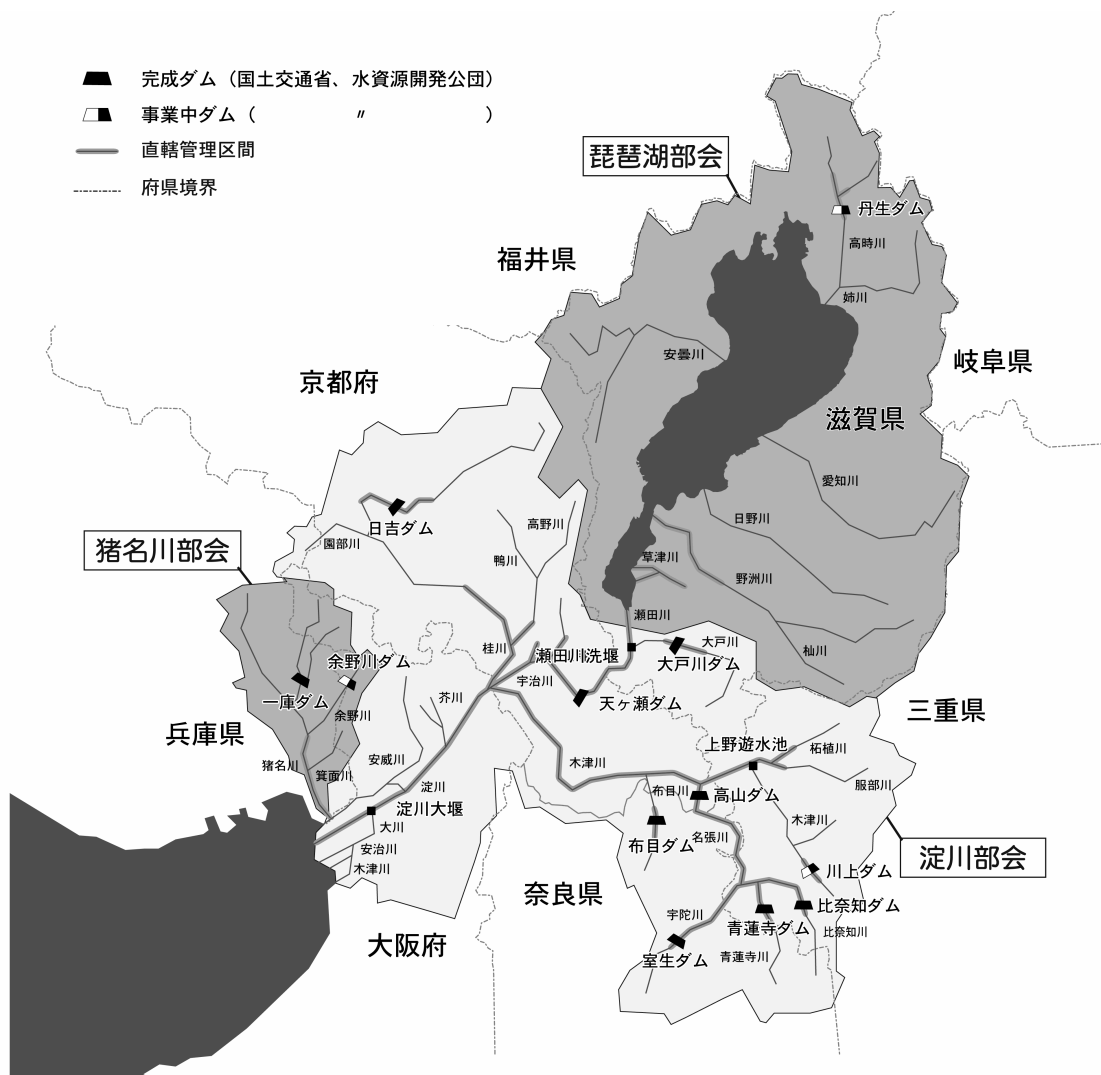 完成ダム（国土交通省、水資源開発公団）
事業中ダム（　　　〃　　　）
直轄管理区間
府県境界
琵琶湖部会
丹生ダム
高時川
福井県
姉川
安曇川
岐阜県
京都府
滋賀県
愛知川
日野川
高野川
日吉ダム
園部川
猪名川部会
鴨川
草津川
野洲川
瀬田川
大戸川
桂川
瀬田川洗堰
大戸川ダム
杣川
余野川ダム
宇治川
一庫ダム
芥川
天ヶ瀬ダム
余野川
三重県
兵庫県
上野遊水池
柘植川
安威川
木津川
猪名川
箕面川
服部川
淀川
布目川
高山ダム
淀川大堰
木津川
大川
名張川
布目ダム
安治川
淀川部会
木津川
川上ダム
奈良県
比奈知ダム
宇陀川
青蓮寺ダム
比奈知川
大阪府
室生ダム
青蓮寺川